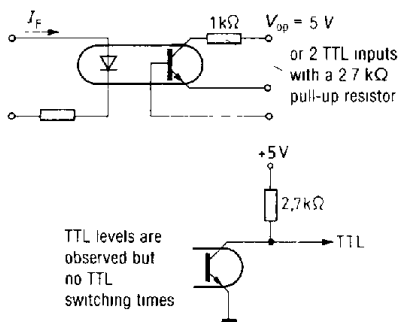 I_F
1kΩ
V_op = 5 V
or 2 TTL inputs
with a 2 7 kΩ
pull-up resistor
+5V
2,7kΩ
TTL
TTL levels are
observed but
no TTL
switching times